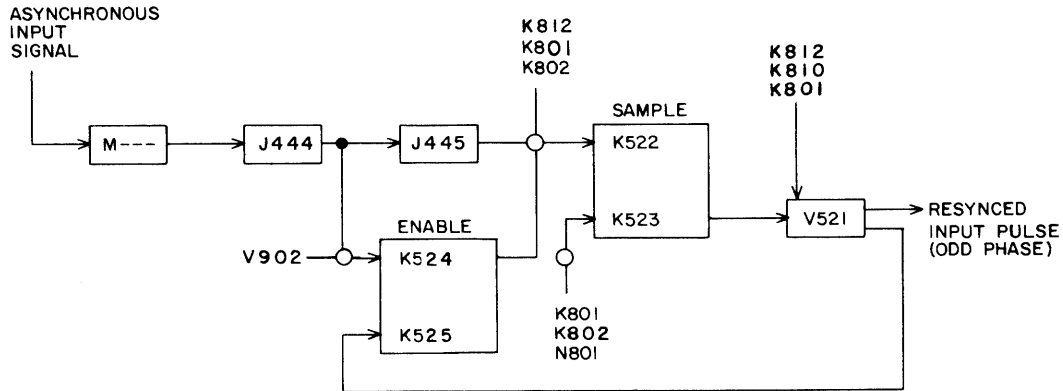 ASYNCHRONOUS
INPUT
SIGNAL
K812
K801
K802
K812
K810
K801
SAMPLE
M---
J444
J445
K522
K523
V521
RESYNCED
INPUT PULSE
(ODD PHASE)
ENABLE
V902
K524
K525
K801
K802
N801